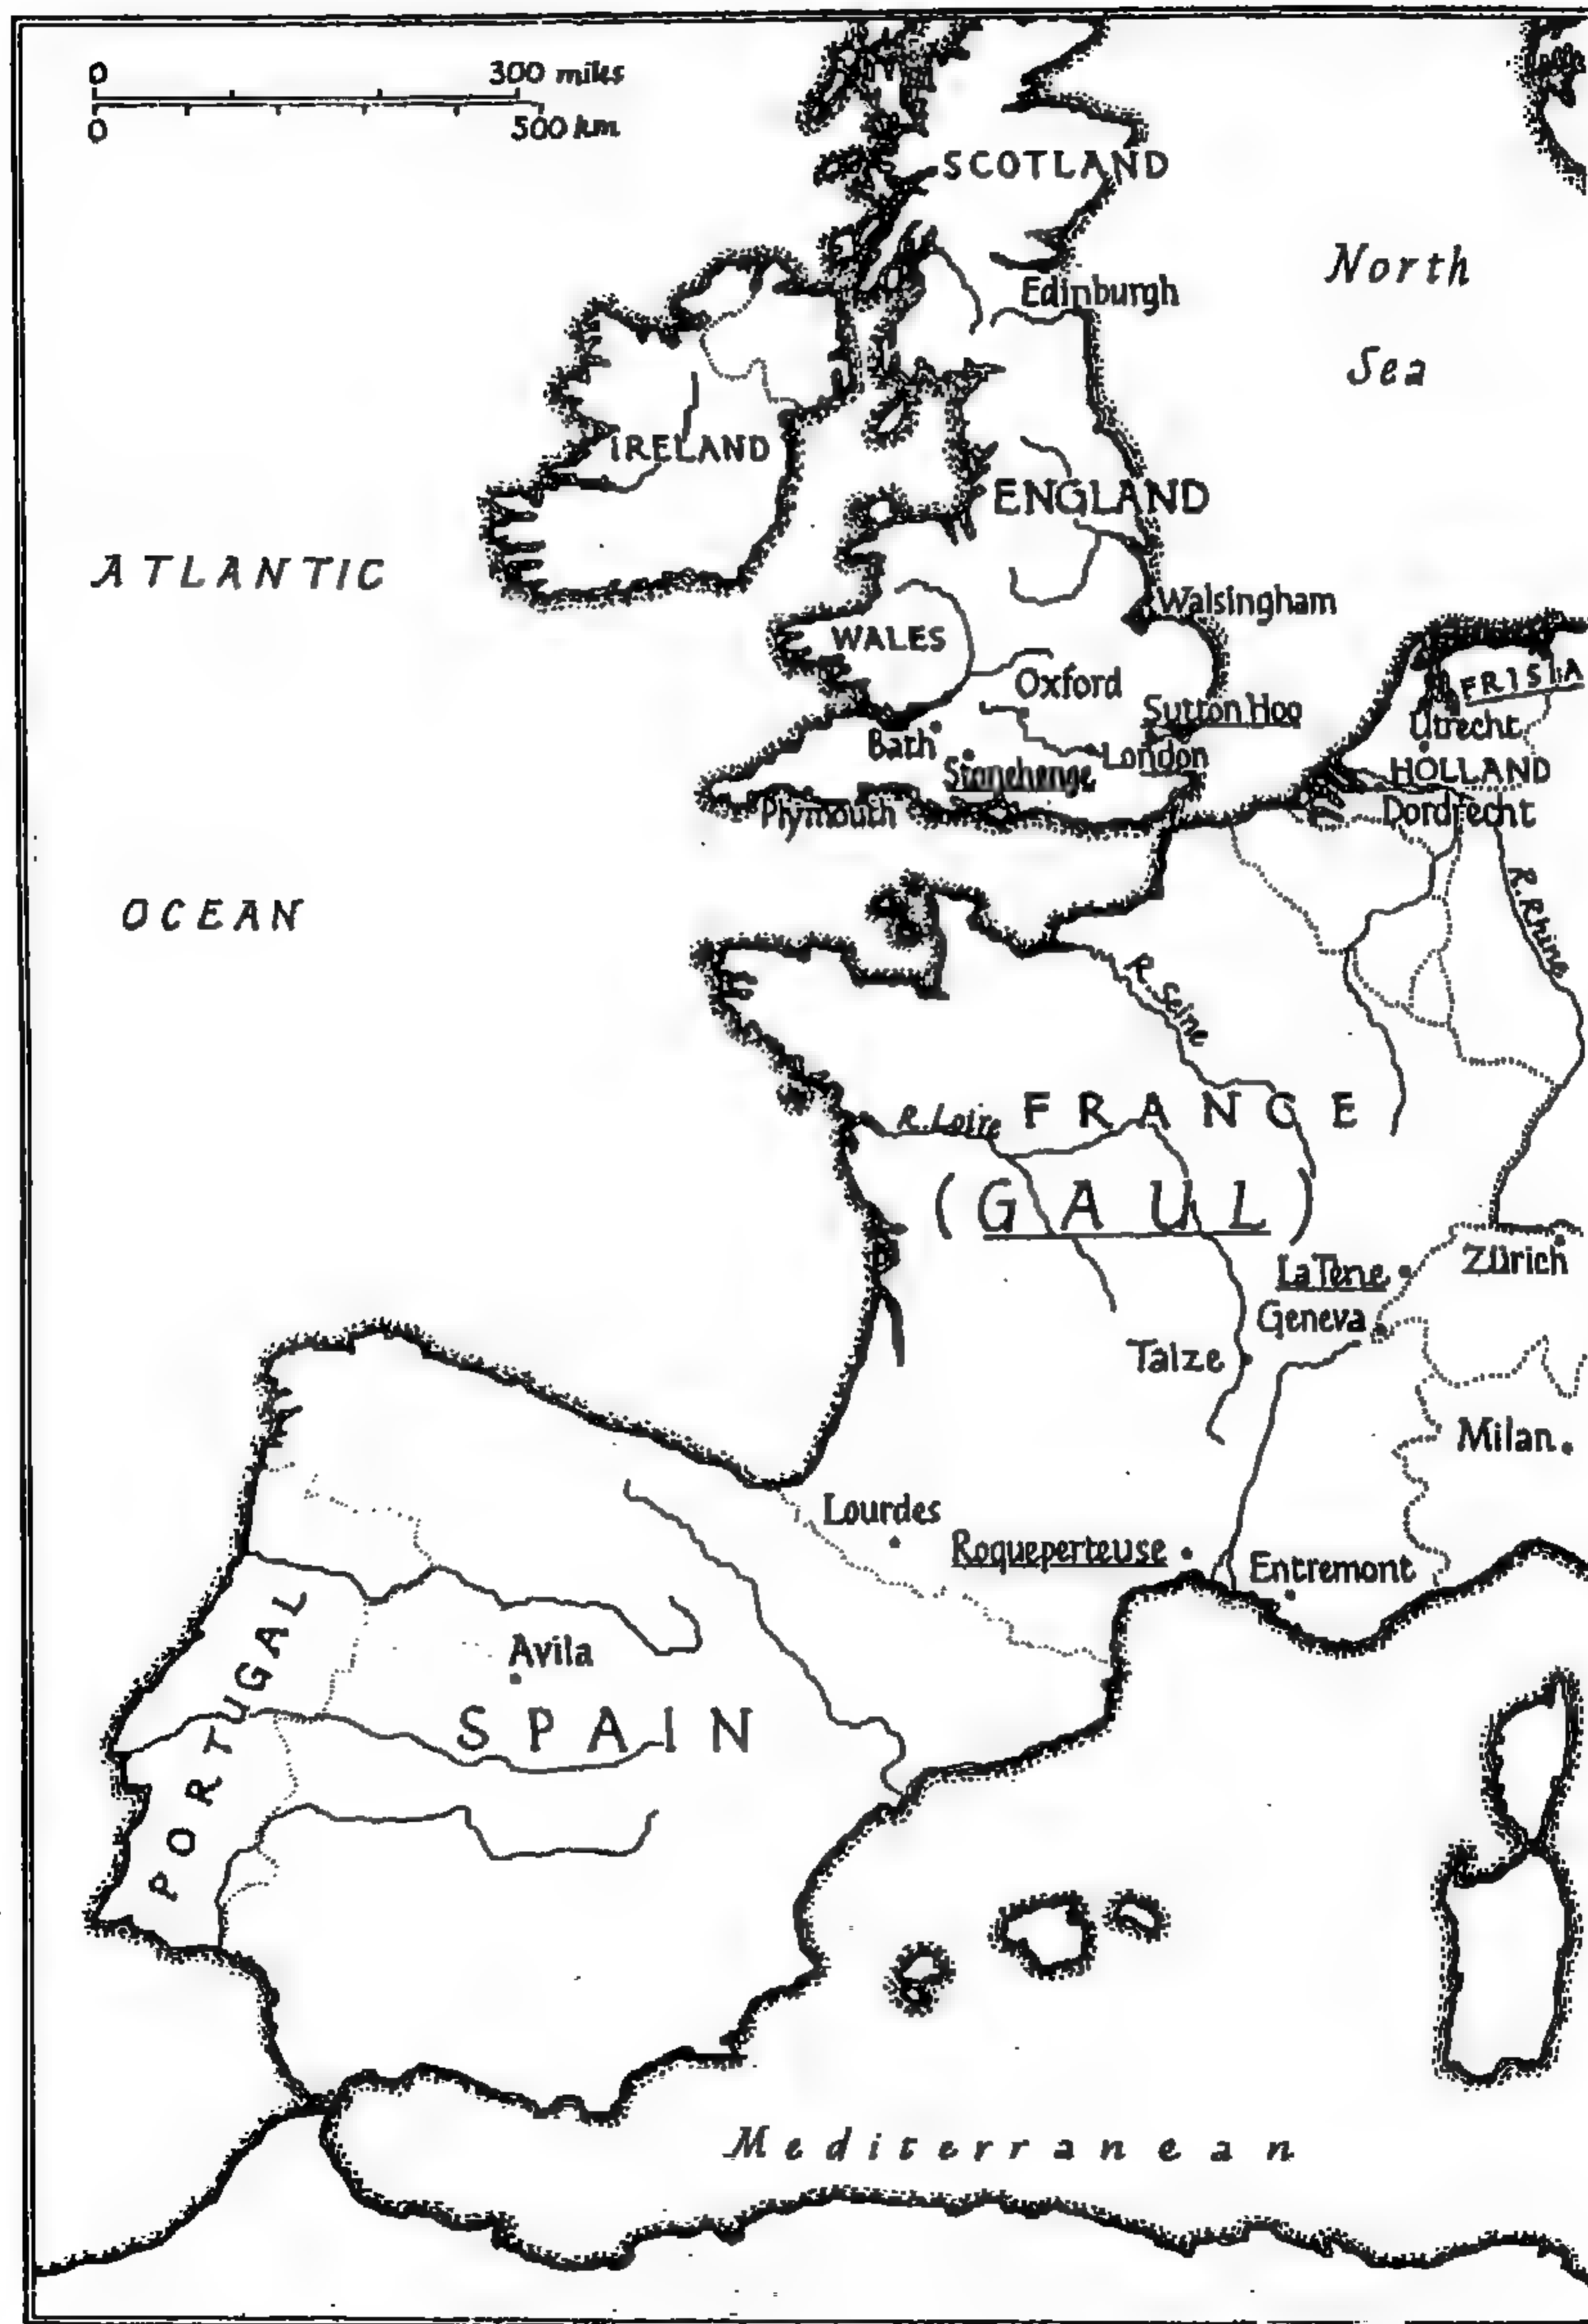 0 300 miles
0 500 km
SCOTLAND
North
Sea
Edinburgh
IRELAND
ENGLAND
ATLANTIC
OCEAN
Walsingham
WALES
Oxford
FRISIA
Sutton Hoo
Utrecht
Bath
London
Stonehenge
HOLLAND
Plymouth
Dordrecht
R. Rhine
R. Seine
R. Loire
FRANCE
(GAUL)
La Tene
Zürich
Geneva
Taize
Milan
Lourdes
Roqueperteuse
Entremont
PORTUGAL
Avila
SPAIN
Mediterranean